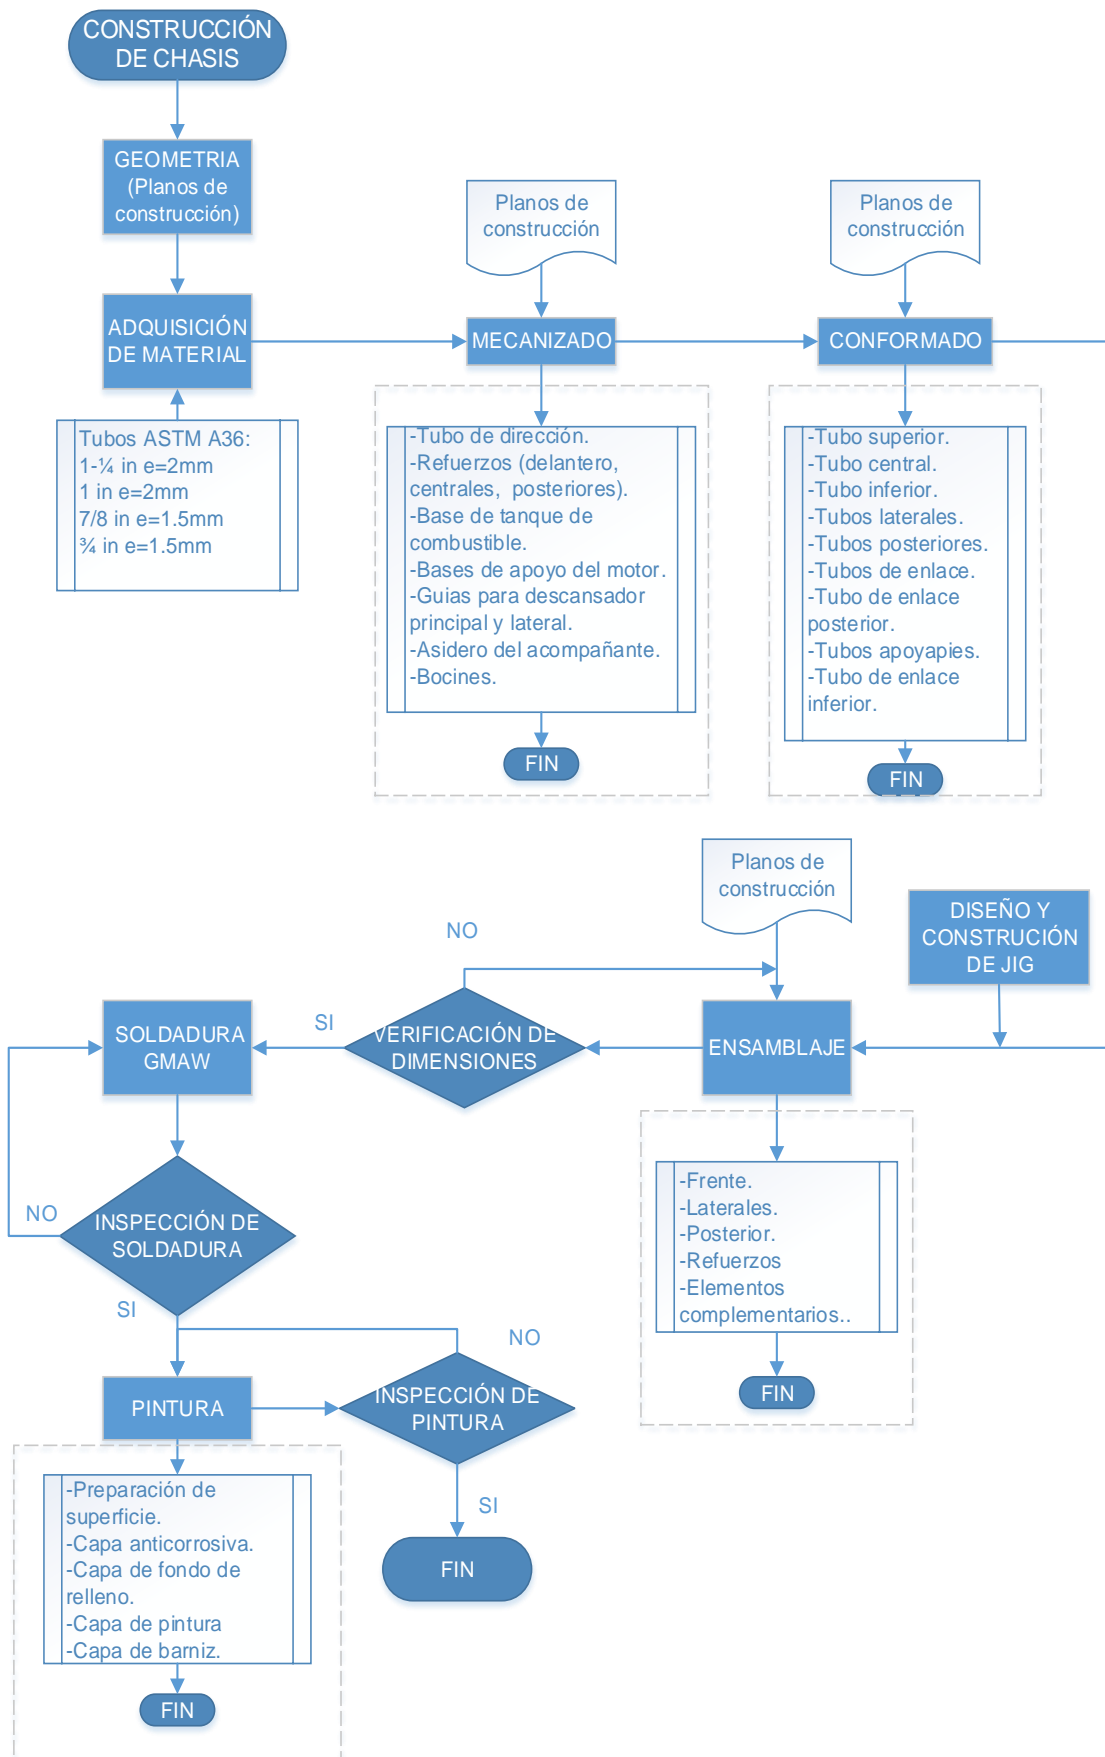 CONSTRUCCIÓN
DE CHASIS
GEOMETRIA
(Planos de
construcción)
ADQUISICIÓN
DE MATERIAL
Tubos ASTM A36:
1-¼ in e=2mm
1 in e=2mm
7/8 in e=1.5mm
¾ in e=1.5mm
Planos de
construcción
MECANIZADO
-Tubo de dirección.
-Refuerzos (delantero,
centrales, posteriores).
-Base de tanque de
combustible.
-Bases de apoyo del motor.
-Guias para descansador
principal y lateral.
-Asidero del acompañante.
-Bocines.
FIN
Planos de
construcción
CONFORMADO
-Tubo superior.
-Tubo central.
-Tubo inferior.
-Tubos laterales.
-Tubos posteriores.
-Tubos de enlace.
-Tubo de enlace
posterior.
-Tubos apoyapies.
-Tubo de enlace
inferior.
FIN
DISEÑO Y
CONSTRUCIÓN
DE JIG
Planos de
construcción
ENSAMBLAJE
-Frente.
-Laterales.
-Posterior.
-Refuerzos
-Elementos
complementarios..
FIN
NO
VERIFICACIÓN DE
DIMENSIONES
SI
SOLDADURA
GMAW
NO
INSPECCIÓN DE
SOLDADURA
SI
PINTURA
-Preparación de
superficie.
-Capa anticorrosiva.
-Capa de fondo de
relleno.
-Capa de pintura
-Capa de barniz.
FIN
NO
INSPECCIÓN DE
PINTURA
SI
FIN